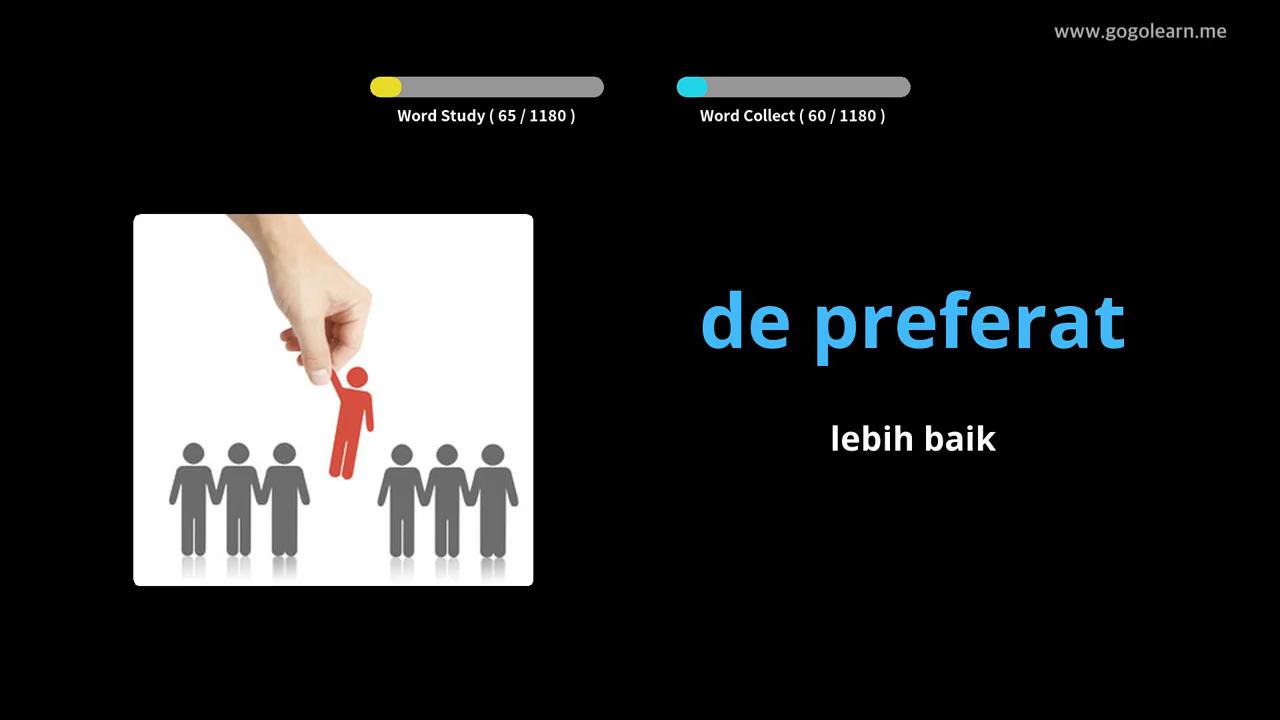 www.gogolearn.me
Word Study ( 65 / 1180 )
Word Collect ( 60 / 1180 )
de preferat
lebih baik